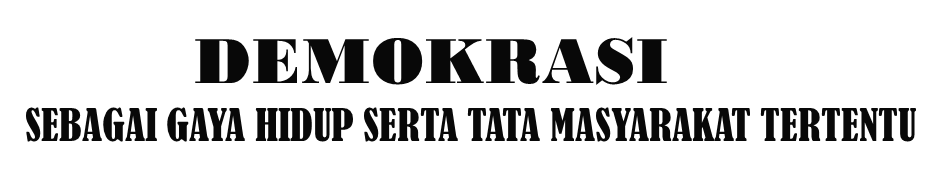 DEMOKRASI
SEBAGAI GAYA HIDUP SERTA TATA MASYARAKAT TERTENTU